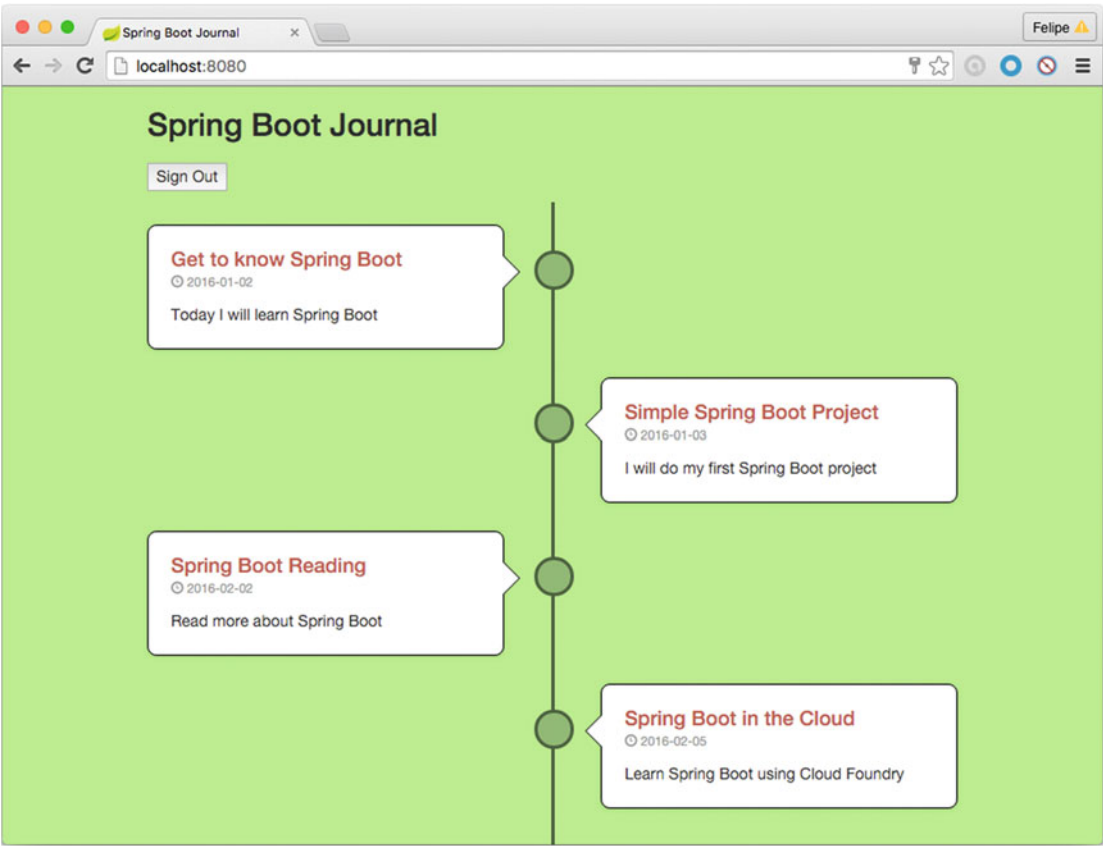 Spring Boot Journal
Felipe
localhost:8080
Spring Boot Journal
Sign Out
Get to know Spring Boot
2016-01-02
Today I will learn Spring Boot
Simple Spring Boot Project
2016-01-03
I will do my first Spring Boot project
Spring Boot Reading
2016-02-02
Read more about Spring Boot
Spring Boot in the Cloud
2016-02-05
Learn Spring Boot using Cloud Foundry